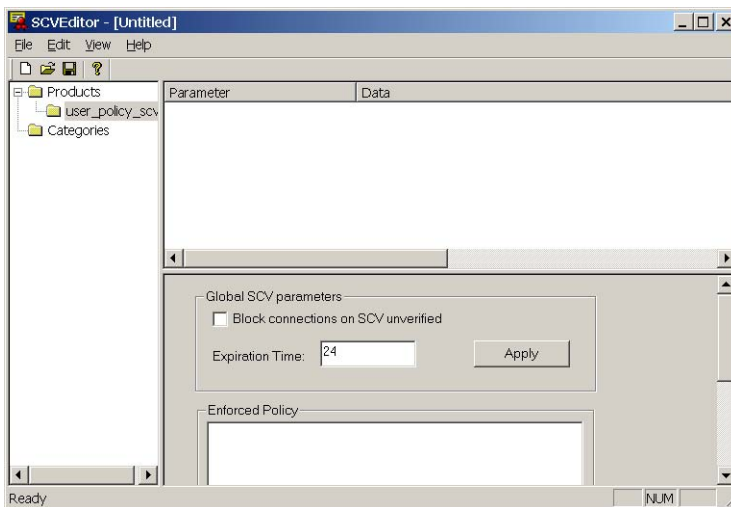 SCVEditor - [Untitled]
File Edit View Help
Products
user_policy_scv
Categories
Parameter Data
Global SCV parameters
Block connections on SCV unverified
Expiration Time: 24 Apply
Enforced Policy
Ready NUM